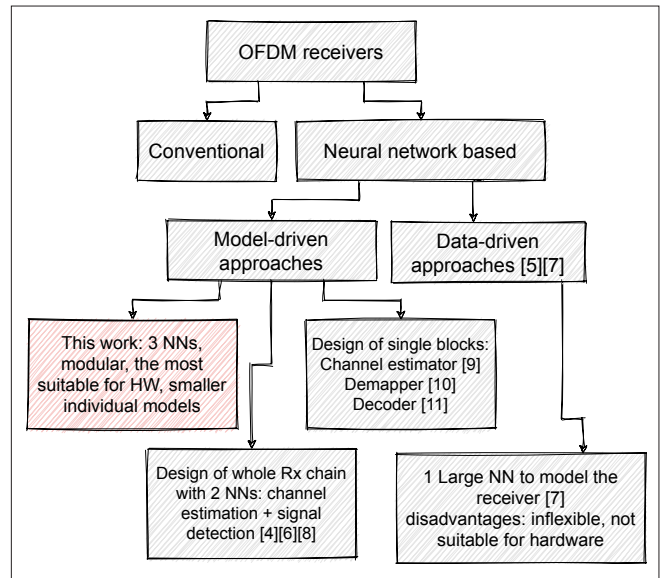 OFDM receivers
Conventional
Neural network based
Model-driven
approaches
Data-driven
approaches [5][7]
This work: 3 NNs,
modular, the most
suitable for HW, smaller
individual models
Design of single blocks:
Channel estimator [9]
Demapper [10]
Decoder [11]
Design of whole Rx chain
with 2 NNs: channel
estimation + signal
detection [4][6][8]
1 Large NN to model the
receiver [7]
disadvantages: inflexible, not
suitable for hardware